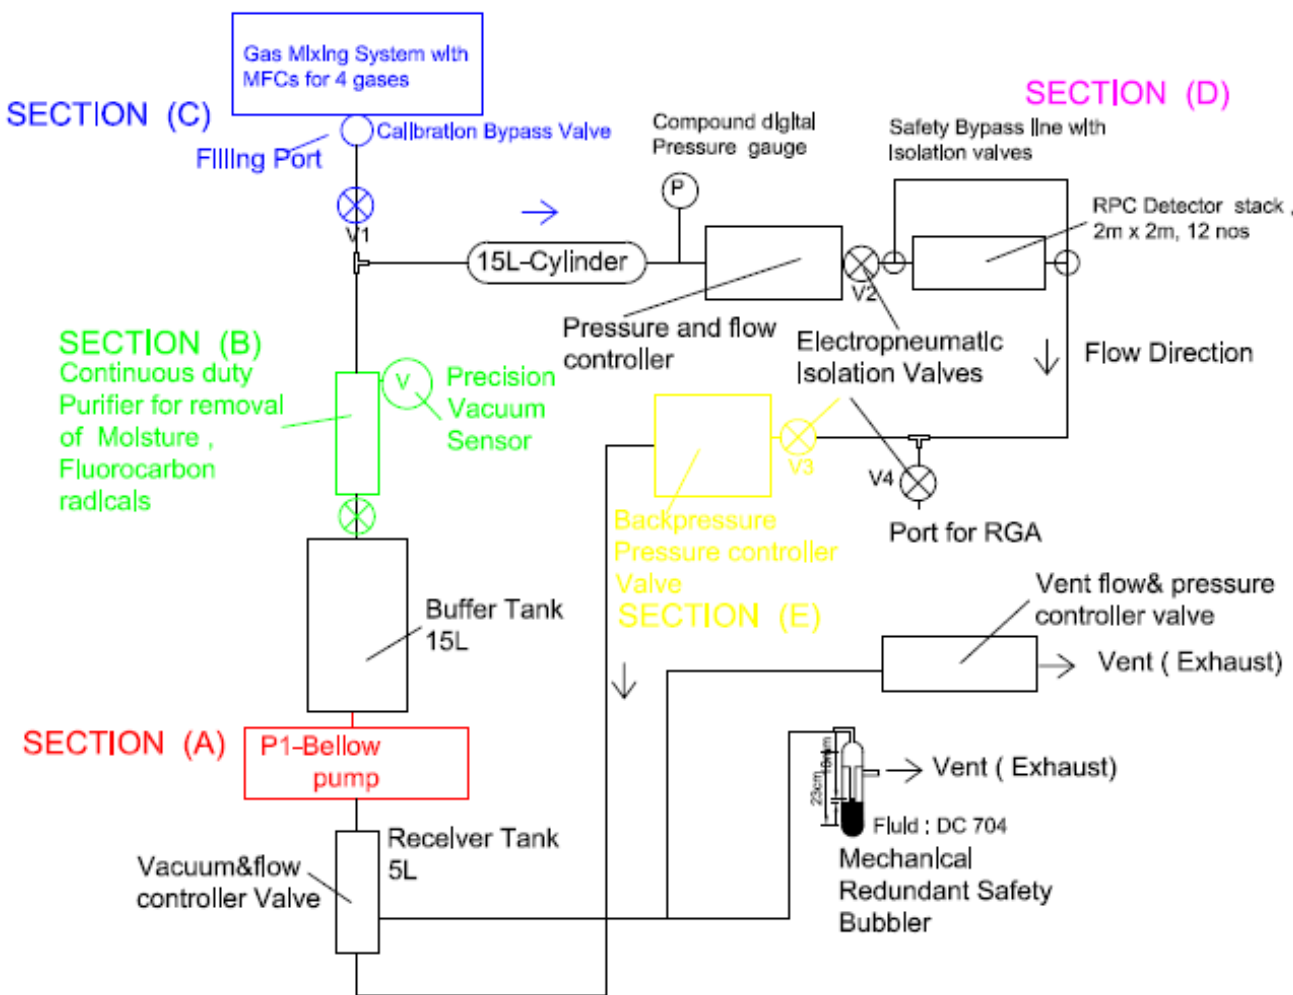 Gas Mixing System with
MFCs for 4 gases
SECTION (C)
Calibration Bypass Valve
Filling Port
V1
SECTION (D)
Compound digital
Pressure gauge
P
Safety Bypass line with
Isolation valves
RPC Detector stack ,
2m x 2m, 12 nos
15L-Cylinder
V2
Pressure and flow
controller
Electropneumatic
Isolation Valves
Flow Direction
SECTION (B)
Continuous duty
Purifier for removal
of Moisture ,
Fluorocarbon
radicals
V
Precision
Vacuum
Sensor
V3
V4
Port for RGA
Backpressure
Pressure controller
Valve
SECTION (E)
Buffer Tank
15L
Vent flow& pressure
controller valve
Vent ( Exhaust)
SECTION (A)
P1-Bellow
pump
23cm
Vent ( Exhaust)
Fluid : DC 704
Mechanical
Redundant Safety
Bubbler
Receiver Tank
5L
Vacuum&flow
controller Valve